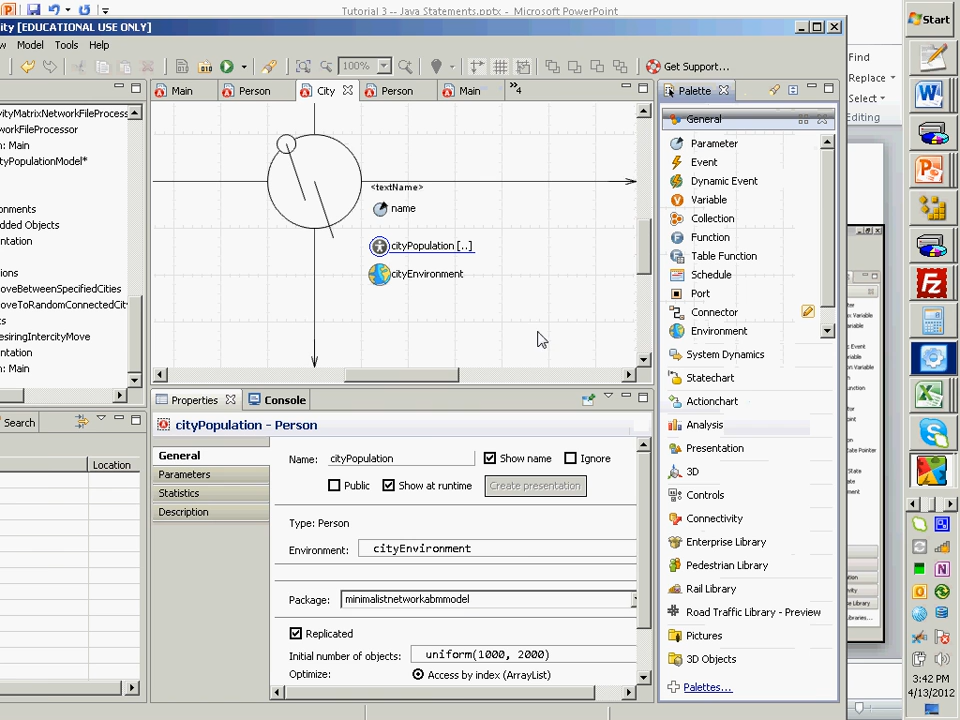 Tutorial 3 -- Java Statements.pptx - Microsoft PowerPoint
ity [EDUCATIONAL USE ONLY]
w Model Tools Help
100% Get Support...
Start
Find
Replace
Select
Editing
Main Person City Person Main »4
Palette
ityMatrixNetworkFileProcess
workFileProcessor
n: Main
tyPopulationModel*
onments
dded Objects
ntation
ions
oveBetweenSpecifiedCities
oveToRandomConnectedCit
ts
esiringIntercityMove
entation
n: Main
<textName>
name
cityPopulation [..]
cityEnvironment
General
Parameter
Event
Dynamic Event
Variable
Collection
Function
Table Function
Schedule
Port
Connector
Environment
System Dynamics
Statechart
Actionchart
Analysis
Presentation
3D
Controls
Connectivity
Enterprise Library
Pedestrian Library
Rail Library
Road Traffic Library - Preview
Pictures
3D Objects
Palettes...
Search
Location
Properties Console
cityPopulation - Person
General
Parameters
Statistics
Description
Name: cityPopulation Show name Ignore
Public Show at runtime Create presentation
Type: Person
Environment: cityEnvironment
Package: minimalistnetworkabmmodel
Replicated
Initial number of objects: uniform(1000, 2000)
Optimize: Access by index (ArrayList)
3:42 PM
4/13/2012